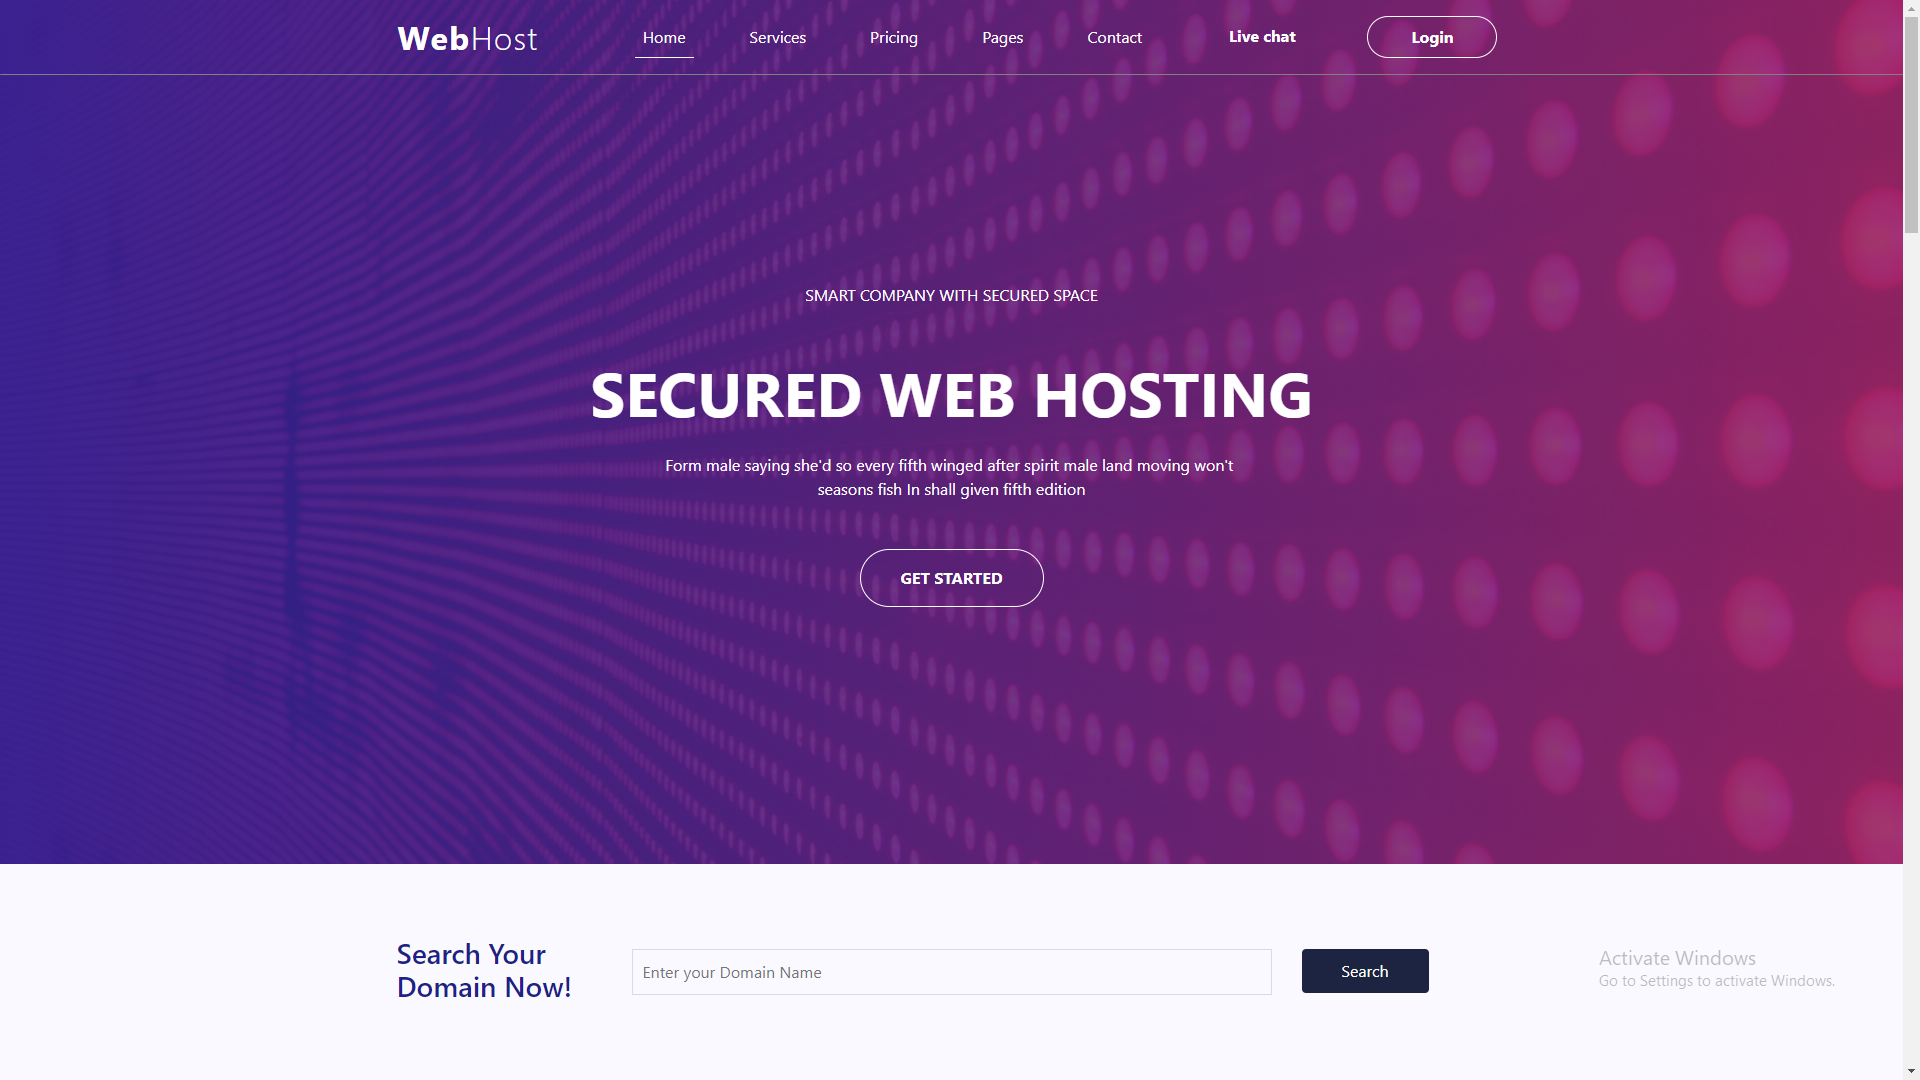 WebHost
Home
Services
Pricing
Pages
Contact
Live chat
Login
SMART COMPANY WITH SECURED SPACE
SECURED WEB HOSTING
Form male saying she'd so every fifth winged after spirit male land moving won't
seasons fish In shall given fifth edition
GET STARTED
Search Your
Domain Now!
Enter your Domain Name
Search
Activate Windows
Go to Settings to activate Windows.